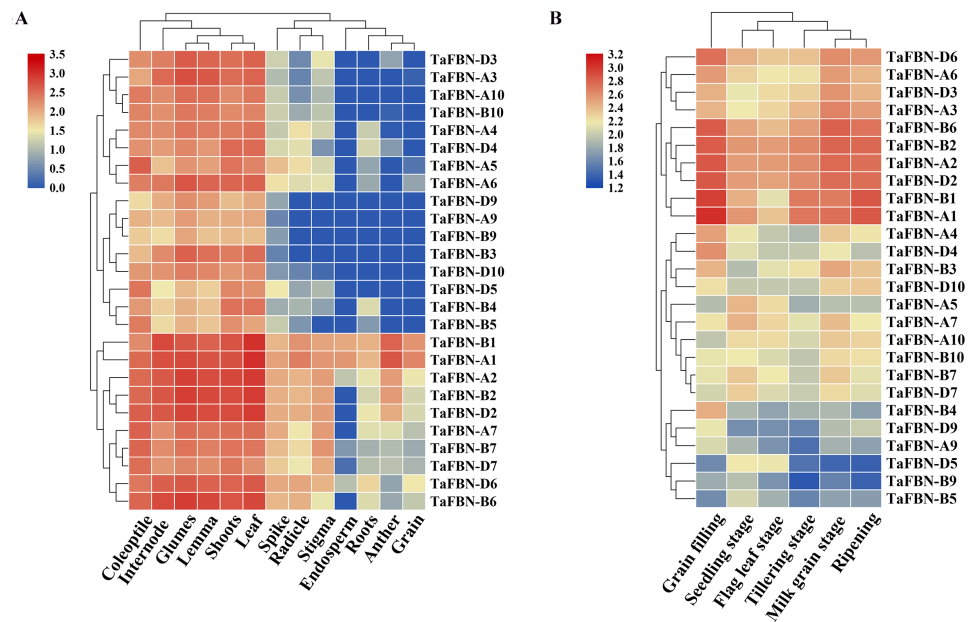 A
3.5
3.0
2.5
2.0
1.5
1.0
0.5
0.0
TaFBN-D3
TaFBN-A3
TaFBN-A10
TaFBN-B10
TaFBN-A4
TaFBN-D4
TaFBN-A5
TaFBN-A6
TaFBN-D9
TaFBN-A9
TaFBN-B9
TaFBN-B3
TaFBN-D10
TaFBN-D5
TaFBN-B4
TaFBN-B5
TaFBN-B1
TaFBN-A1
TaFBN-A2
TaFBN-B2
TaFBN-D2
TaFBN-A7
TaFBN-B7
TaFBN-D7
TaFBN-D6
TaFBN-B6
Coleoptile
Internode
Glumes
Lemma
Shoots
Leaf
Spike
Radicle
Stigma
Endosperm
Roots
Anther
Grain
B
3.2
3.0
2.8
2.6
2.4
2.2
2.0
1.8
1.6
1.4
1.2
TaFBN-D6
TaFBN-A6
TaFBN-D3
TaFBN-A3
TaFBN-B6
TaFBN-B2
TaFBN-A2
TaFBN-D2
TaFBN-B1
TaFBN-A1
TaFBN-A4
TaFBN-D4
TaFBN-B3
TaFBN-D10
TaFBN-A5
TaFBN-A7
TaFBN-A10
TaFBN-B10
TaFBN-B7
TaFBN-D7
TaFBN-B4
TaFBN-D9
TaFBN-A9
TaFBN-D5
TaFBN-B9
TaFBN-B5
Grain filling
Seedling stage
Flag leaf stage
Tillering stage
Milk grain stage
Ripening